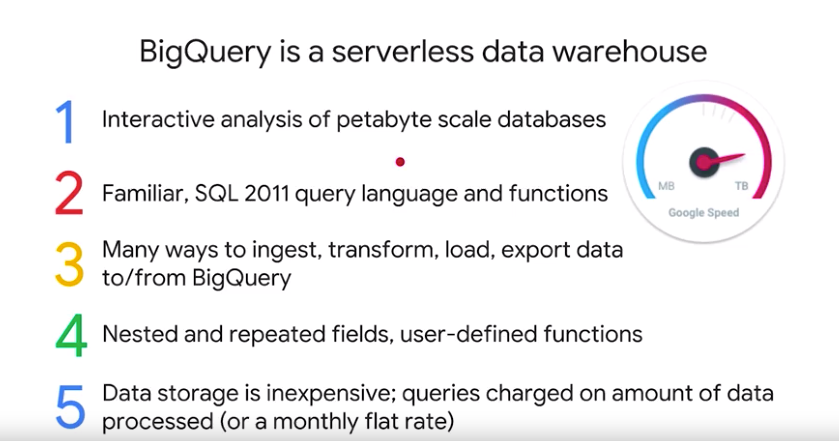 BigQuery is a serverless data warehouse
1 Interactive analysis of petabyte scale databases
2 Familiar, SQL 2011 query language and functions
MB TB
Google Speed
3 Many ways to ingest, transform, load, export data
to/from BigQuery
4 Nested and repeated fields, user-defined functions
5 Data storage is inexpensive; queries charged on amount of data
processed (or a monthly flat rate)